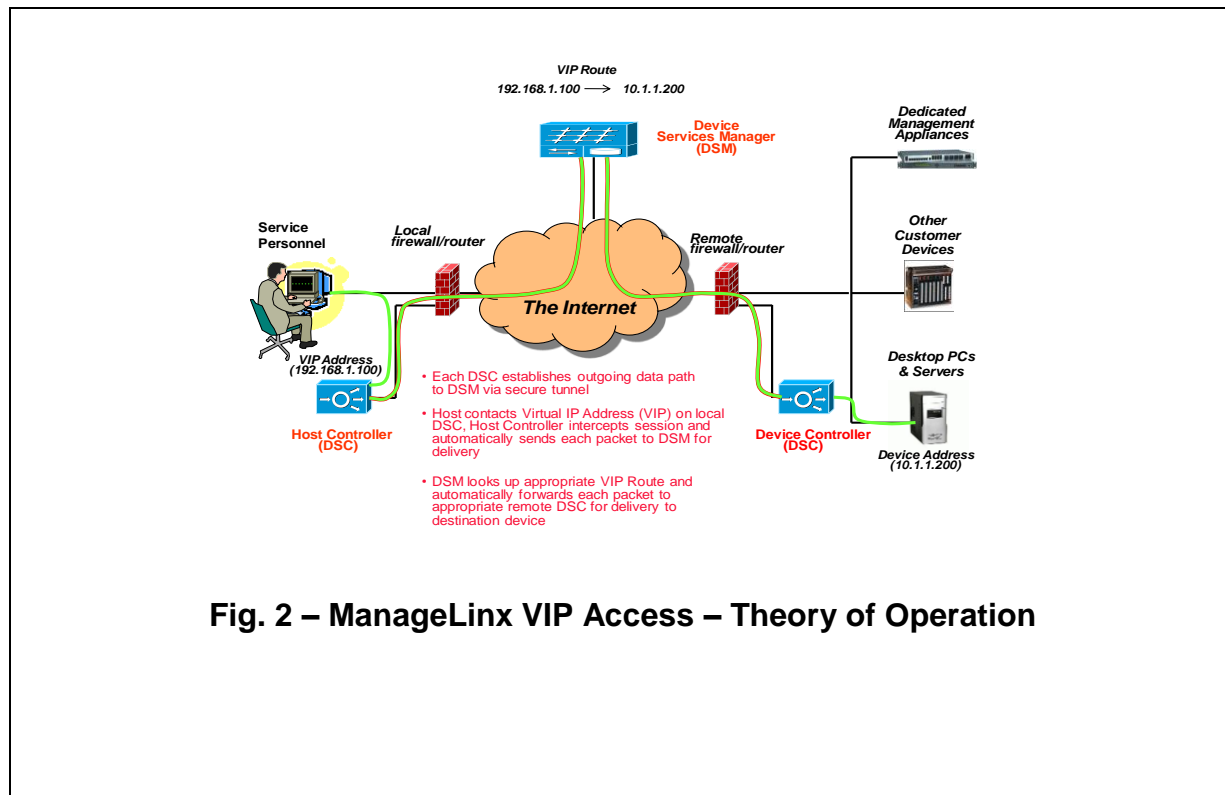 VIP Route
192.168.1.100 → 10.1.1.200
Device
Services Manager
(DSM)
Dedicated
Management
Appliances
Service
Personnel
Local
firewall/router
Remote
firewall/router
Other
Customer
Devices
The Internet
VIP Address
(192.168.1.100)
Desktop PCs
& Servers
Host Controller
(DSC)
• Each DSC establishes outgoing data path
to DSM via secure tunnel
• Host contacts Virtual IP Address (VIP) on local
DSC, Host Controller intercepts session and
automatically sends each packet to DSM for
delivery
• DSM looks up appropriate VIP Route and
automatically forwards each packet to
appropriate remote DSC for delivery to
destination device
Device Controller
(DSC)
Device Address
(10.1.1.200)
Fig. 2 – ManageLinx VIP Access – Theory of Operation